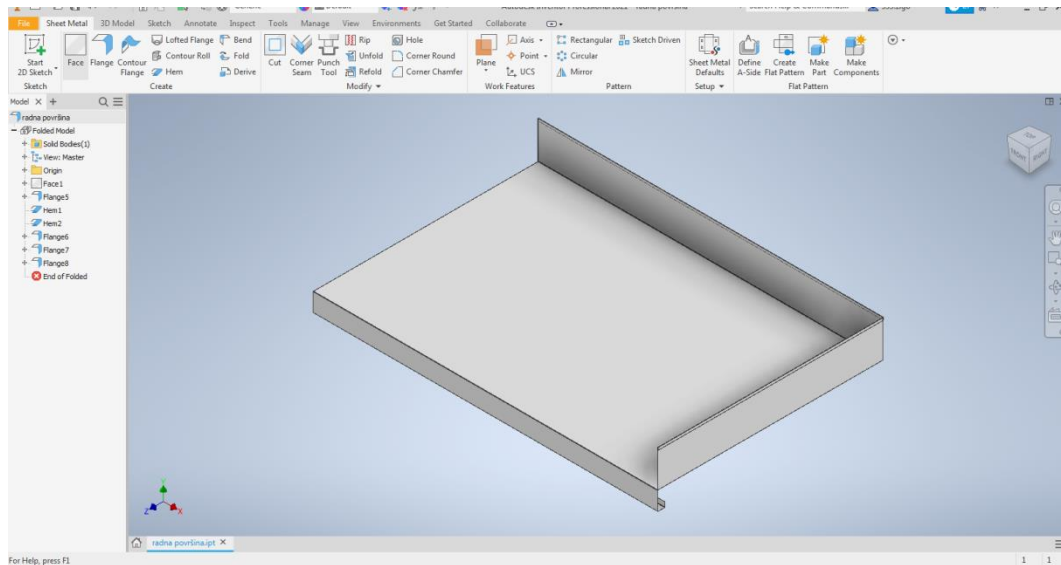 File Sheet Metal 3D Model Sketch Annotate Inspect Tools Manage View Environments Get Started Collaborate
Start
2D Sketch
Face
Flange
Contour
Flange
Lofted Flange
Contour Roll
Hem
Bend
Fold
Derive
Cut
Corner
Seam
Punch
Tool
Rip
Unfold
Refold
Hole
Corner Round
Corner Chamfer
Plane
Axis
Point
UCS
Rectangular
Circular
Mirror
Sketch Driven
Sheet Metal
Defaults
Define
A-Side
Create
Flat Pattern
Make
Part
Make
Components
Sketch Create Modify Work Features Pattern Setup Flat Pattern
Model
radna površina
Folded Model
Solid Bodies(1)
View: Master
Origin
Face1
Flange5
Hem1
Hem2
Flange6
Flange7
Flange8
End of Folded
TOP
FRONT
RIGHT
Y
Z
X
radna površina.ipt
For Help, press F1
1 1